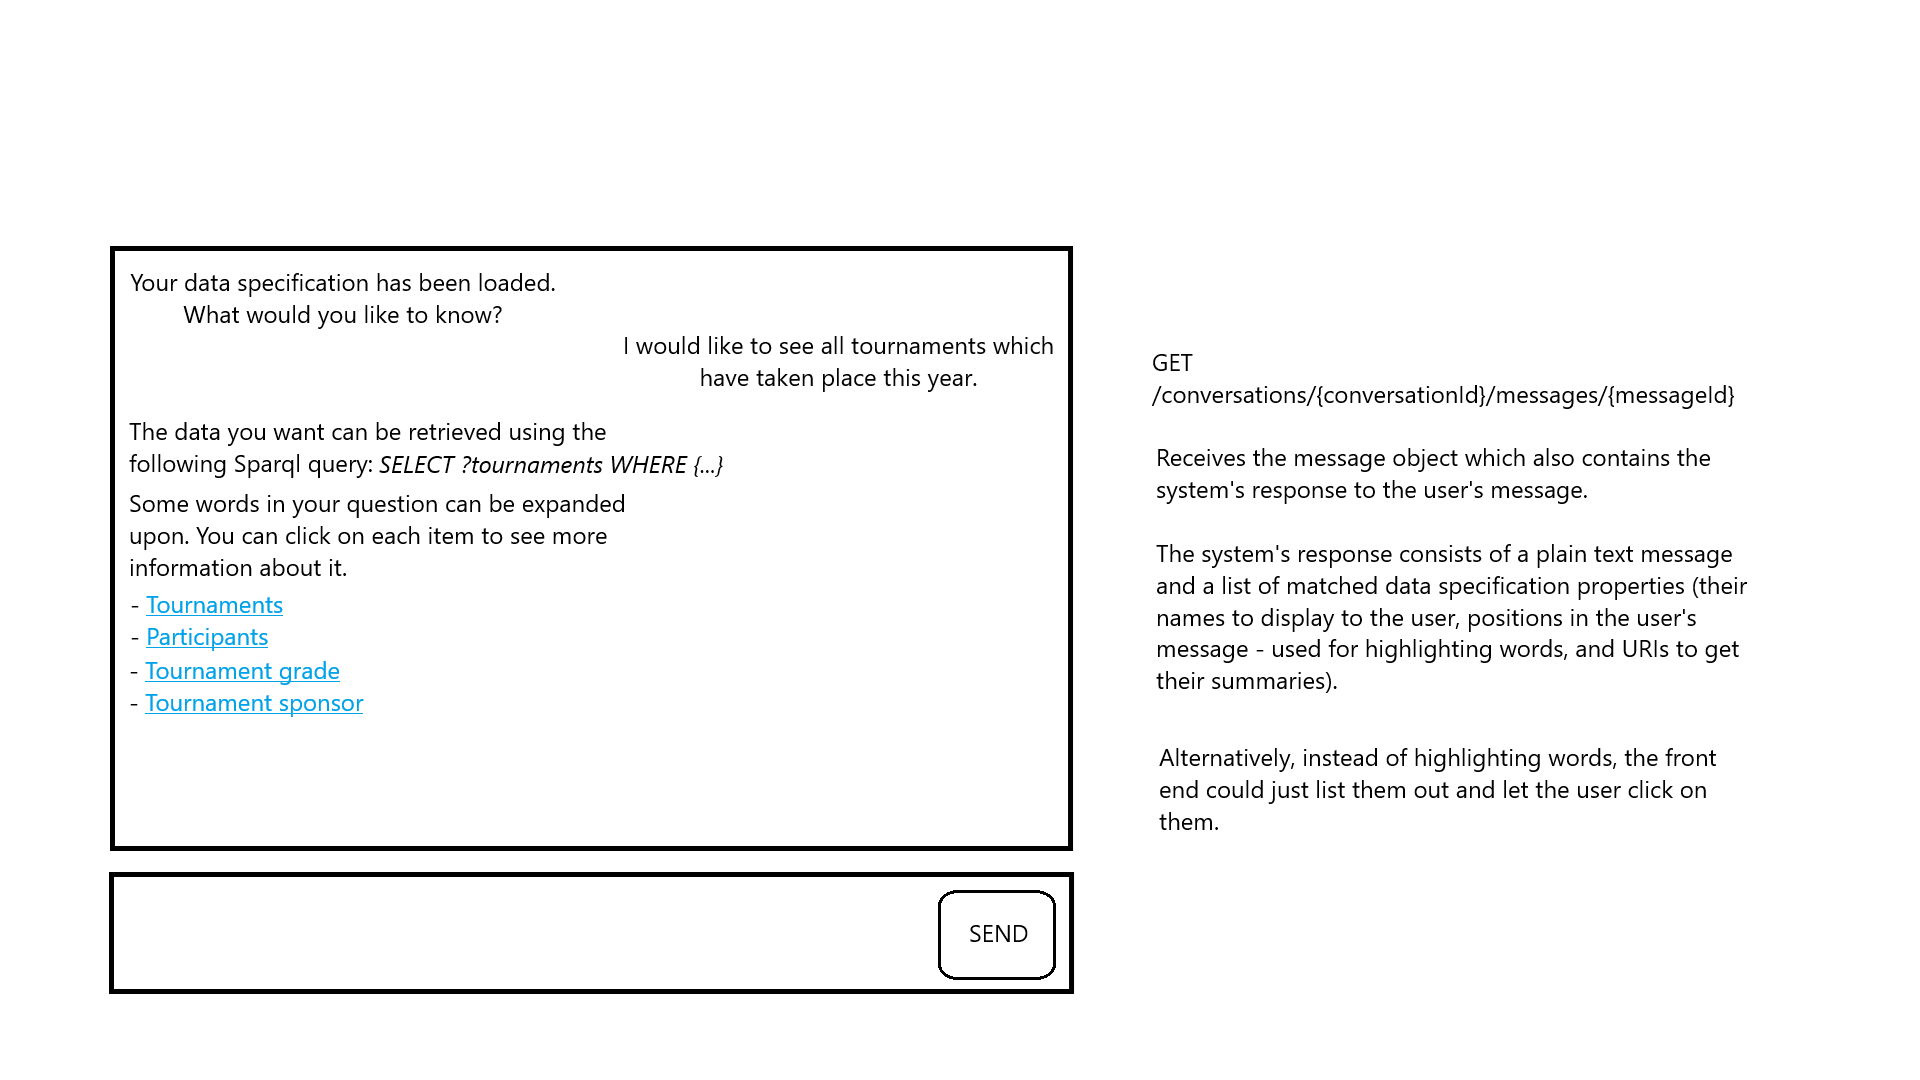 Your data specification has been loaded.
What would you like to know?
I would like to see all tournaments which
have taken place this year.
The data you want can be retrieved using the
following Sparql query: SELECT ?tournaments WHERE {...}
Some words in your question can be expanded
upon. You can click on each item to see more
information about it.
- Tournaments
- Participants
- Tournament grade
- Tournament sponsor
SEND
GET
/conversations/{conversationId}/messages/{messageId}
Receives the message object which also contains the
system's response to the user's message.
The system's response consists of a plain text message
and a list of matched data specification properties (their
names to display to the user, positions in the user's
message - used for highlighting words, and URIs to get
their summaries).
Alternatively, instead of highlighting words, the front
end could just list them out and let the user click on
them.